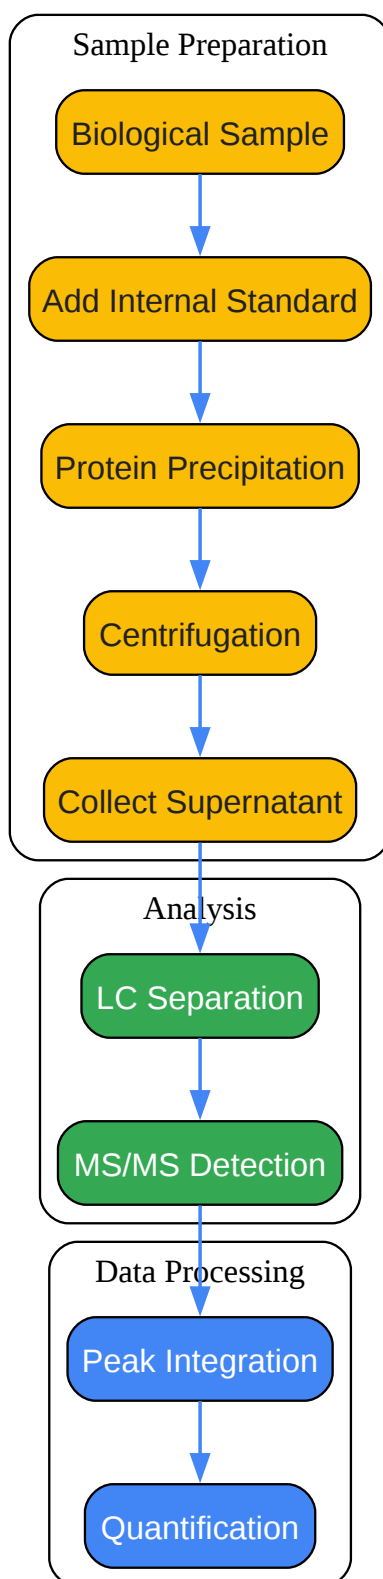 Sample Preparation
Biological Sample
Add Internal Standard
Protein Precipitation
Centrifugation
Collect Supernatant
Analysis
LC Separation
MS/MS Detection
Data Processing
Peak Integration
Quantification